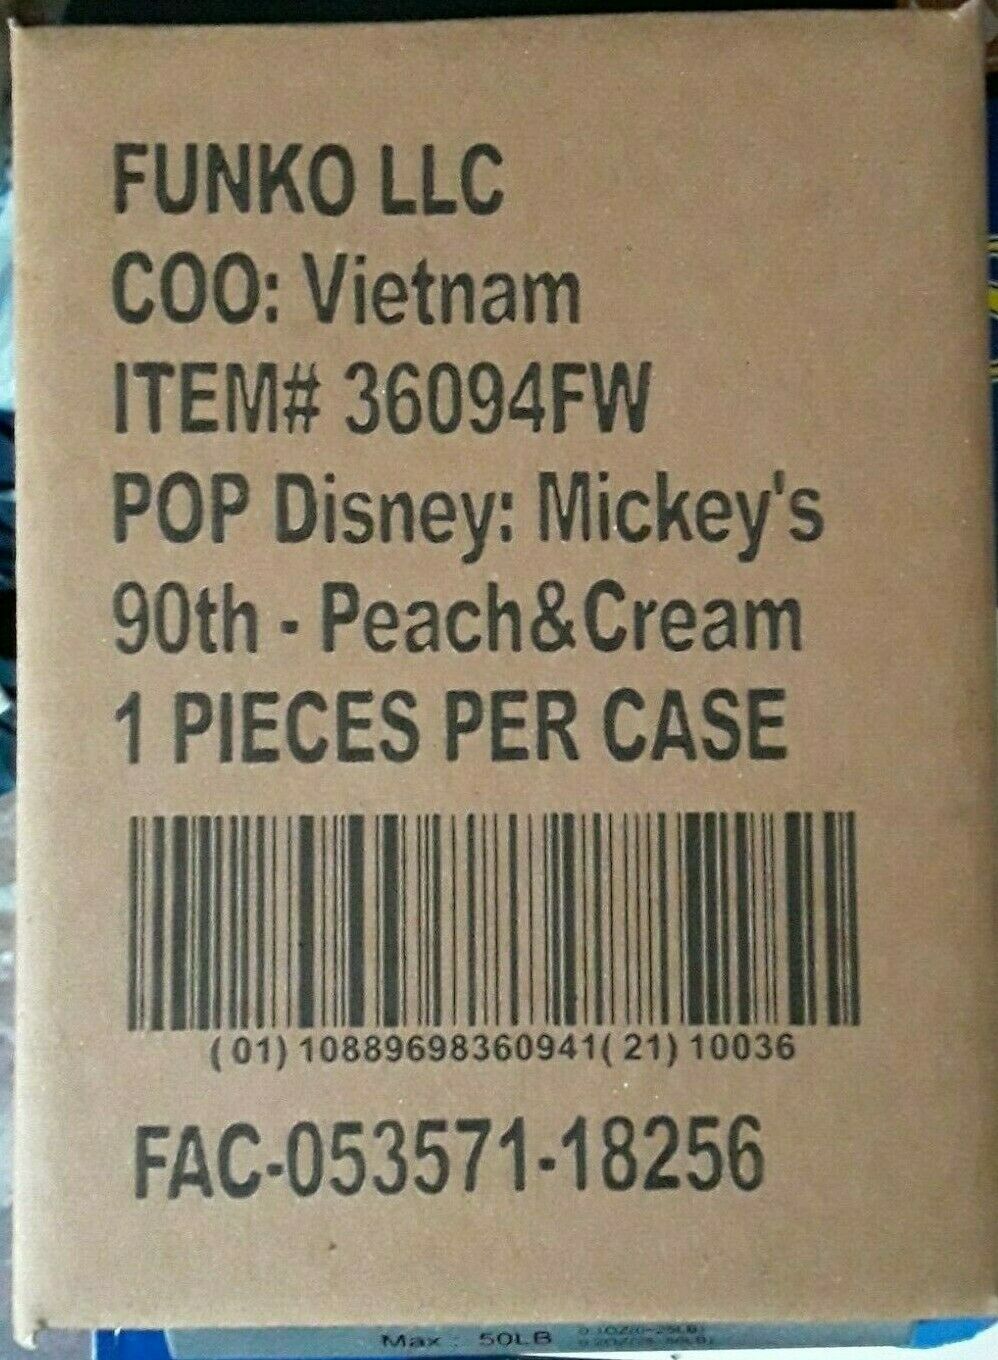 FUNKO LLC
COO: Vietnam
ITEM# 36094FW
POP Disney: Mickey's
90th - Peach&Cream
1 PIECES PER CASE
(01)10889698360941(21)10036
FAC-053571-18256
Max : 50LB